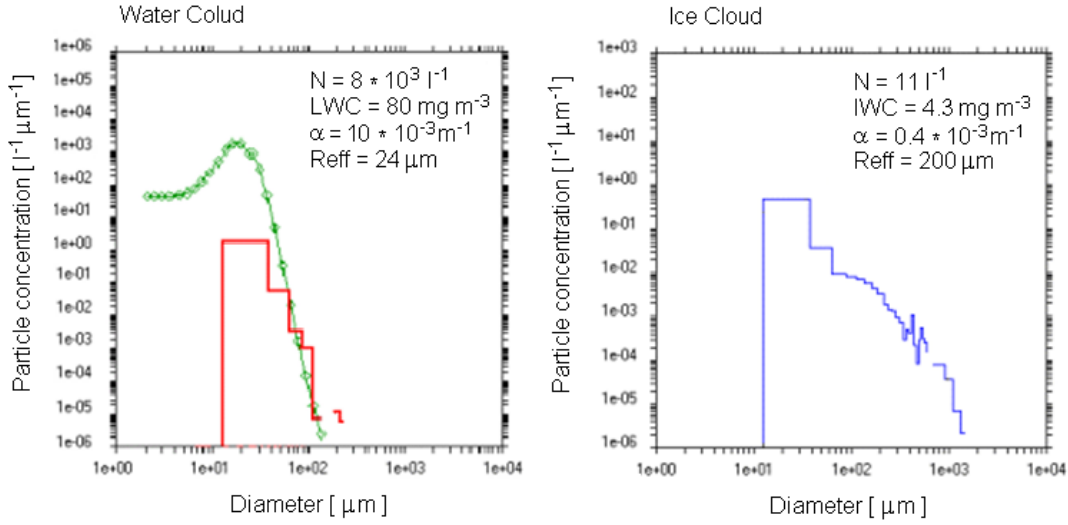 Water Colud
Particle concentration [ l⁻¹ µm⁻¹ ]
1e+06
1e+05
1e+04
1e+03
1e+02
1e+01
1e+00
1e-01
1e-02
1e-03
1e-04
1e-05
1e-06
N = 8 * 10³ l⁻¹
LWC = 80 mg m⁻³
α = 10 * 10⁻³m⁻¹
Reff = 24 µm
1e+00
1e+01
1e+02
1e+03
1e+04
Diameter [ µm ]
Ice Cloud
Particle concentration [ l⁻¹ µm⁻¹ ]
1e+03
1e+02
1e+01
1e+00
1e-01
1e-02
1e-03
1e-04
1e-05
1e-06
N = 11 l⁻¹
IWC = 4.3 mg m⁻³
α = 0.4 * 10⁻³m⁻¹
Reff = 200 µm
1e+00
1e+01
1e+02
1e+03
1e+04
Diameter [ µm ]